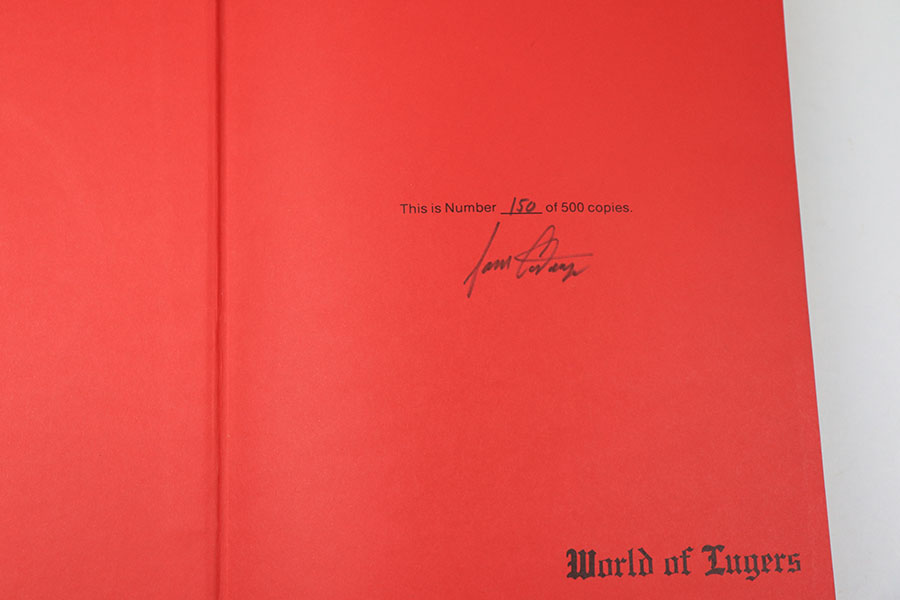 This is Number 150 of 500 copies.
World of Lugers